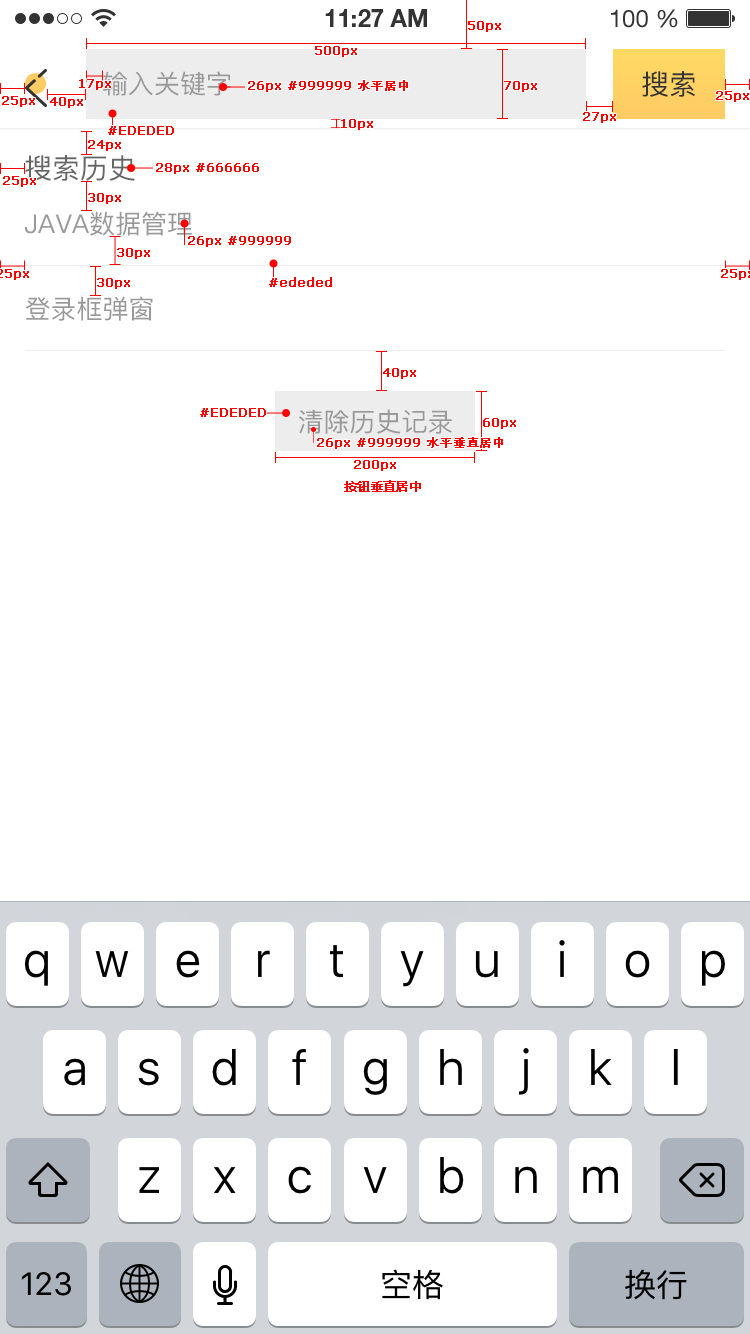 11:27 AM 100 %
50px
500px
输入关键字
17px
26px #999999 水平居中
70px
搜索
25px
40px
27px
25px
10px
#EDEDED
24px
搜索历史
28px #666666
25px
30px
JAVA数据管理
26px #999999
30px
25px
25px
30px
#ededed
登录框弹窗
40px
#EDEDED
清除历史记录
60px
26px #999999 水平垂直居中
200px
按钮垂直居中
q w e r t y u i o p
a s d f g h j k l
z x c v b n m
123 空格 换行